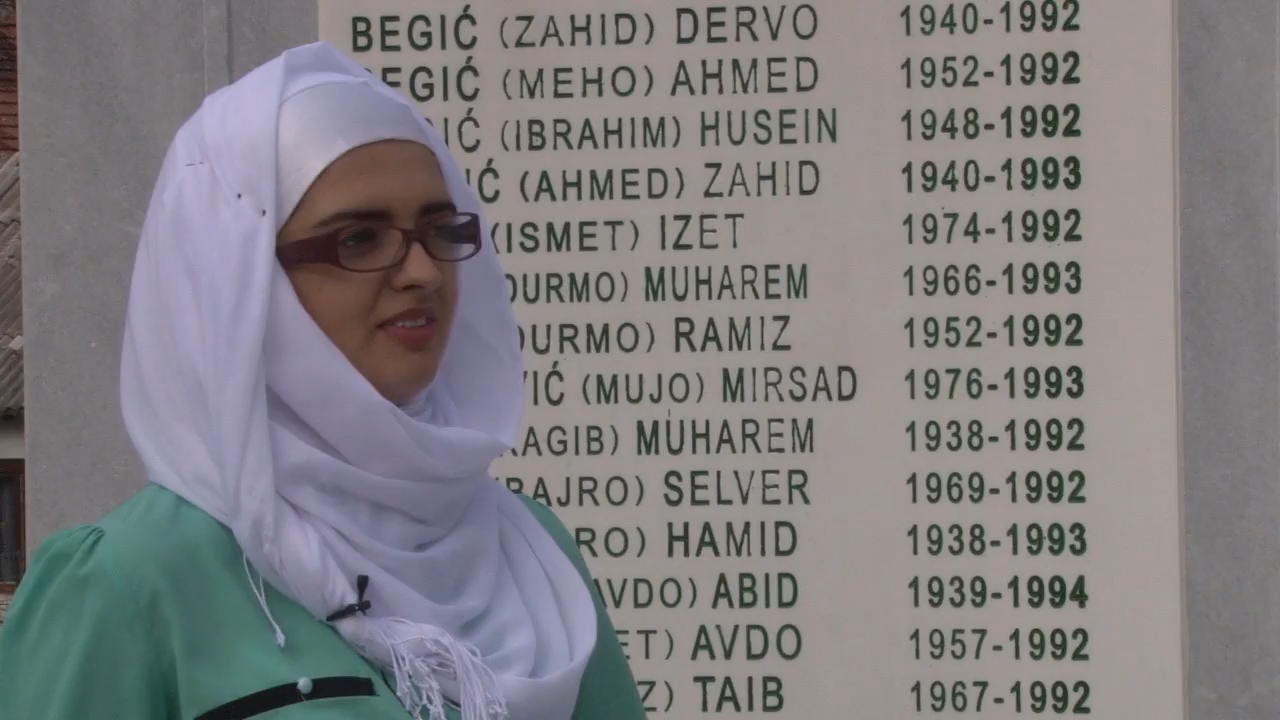 BEGIĆ (ZAHID) DERVO 1940-1992
BEGIĆ (MEHO) AHMED 1952-1992
(IBRAHIM) HUSEIN 1948-1992
(AHMED) ZAHID 1940-1993
(ISMET) IZET 1974-1992
MUHAREM 1966-1993
RAMIZ 1952-1992
(MUJO) MIRSAD 1976-1993
MUHAREM 1938-1992
SELVER 1969-1992
HAMID 1938-1993
ABID 1939-1994
AVDO 1957-1992
TAIB 1967-1992